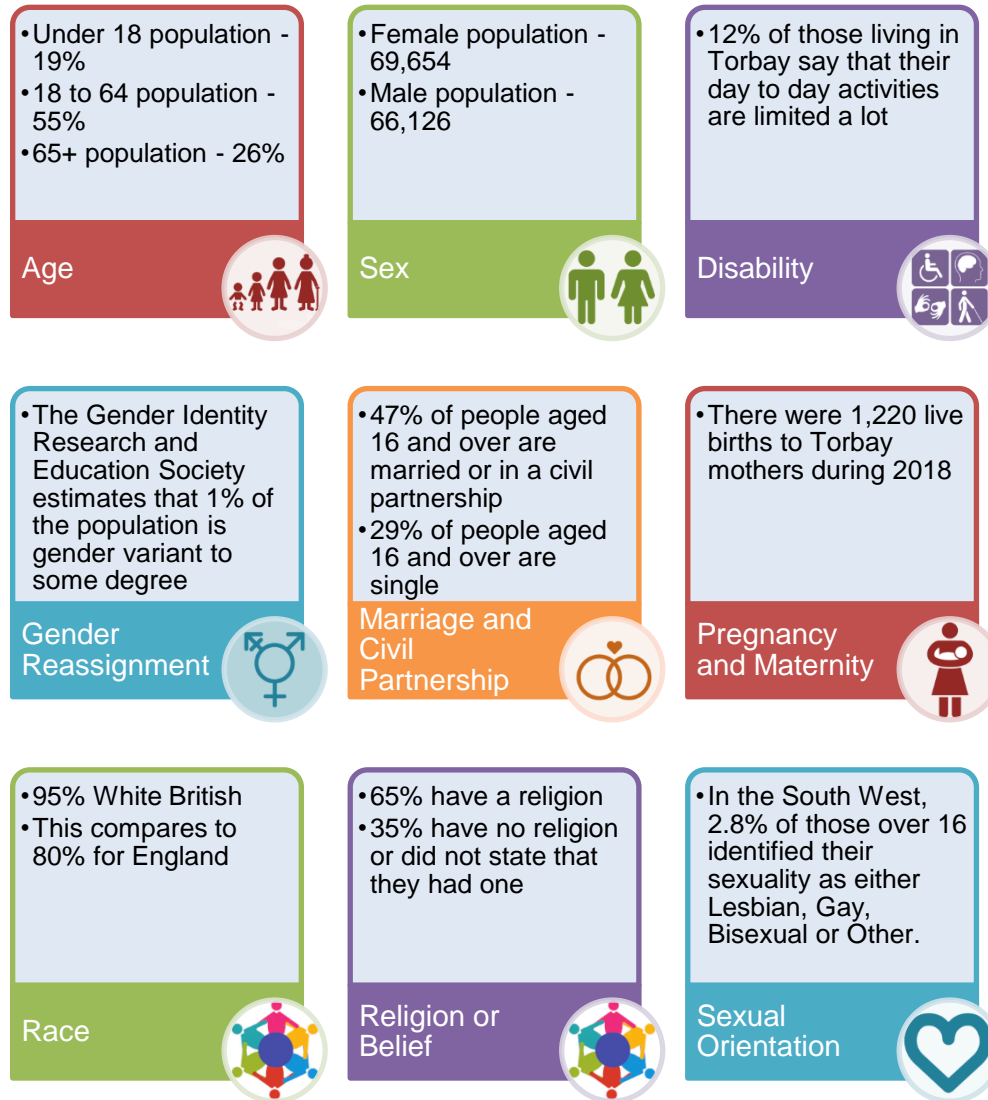 •Under 18 population -
19%
•18 to 64 population -
55%
•65+ population - 26%
Age
•Female population -
69,654
•Male population -
66,126
Sex
•12% of those living in
Torbay say that their
day to day activities
are limited a lot
Disability
•The Gender Identity
Research and
Education Society
estimates that 1% of
the population is
gender variant to
some degree
Gender
Reassignment
•47% of people aged
16 and over are
married or in a civil
partnership
•29% of people aged
16 and over are
single
Marriage and
Civil
Partnership
•There were 1,220 live
births to Torbay
mothers during 2018
Pregnancy
and Maternity
•95% White British
•This compares to
80% for England
Race
•65% have a religion
•35% have no religion
or did not state that
they had one
Religion or
Belief
•In the South West,
2.8% of those over 16
identified their
sexuality as either
Lesbian, Gay,
Bisexual or Other.
Sexual
Orientation